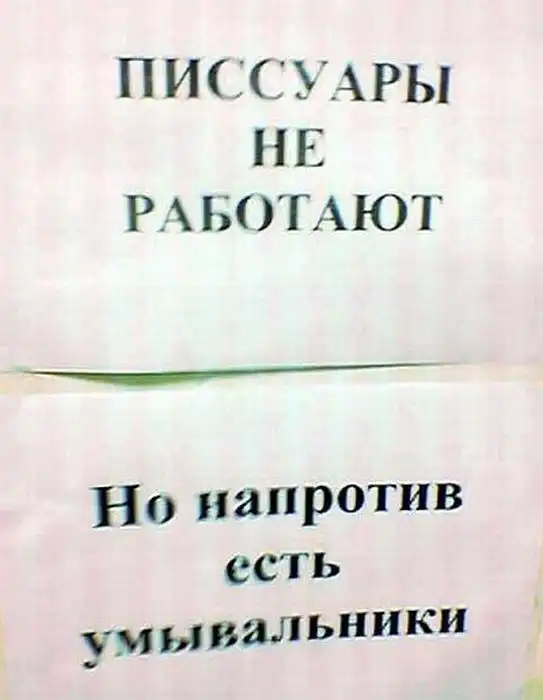 ПИССУАРЫ
НЕ
РАБОТАЮТ
Но напротив
есть
умывальники